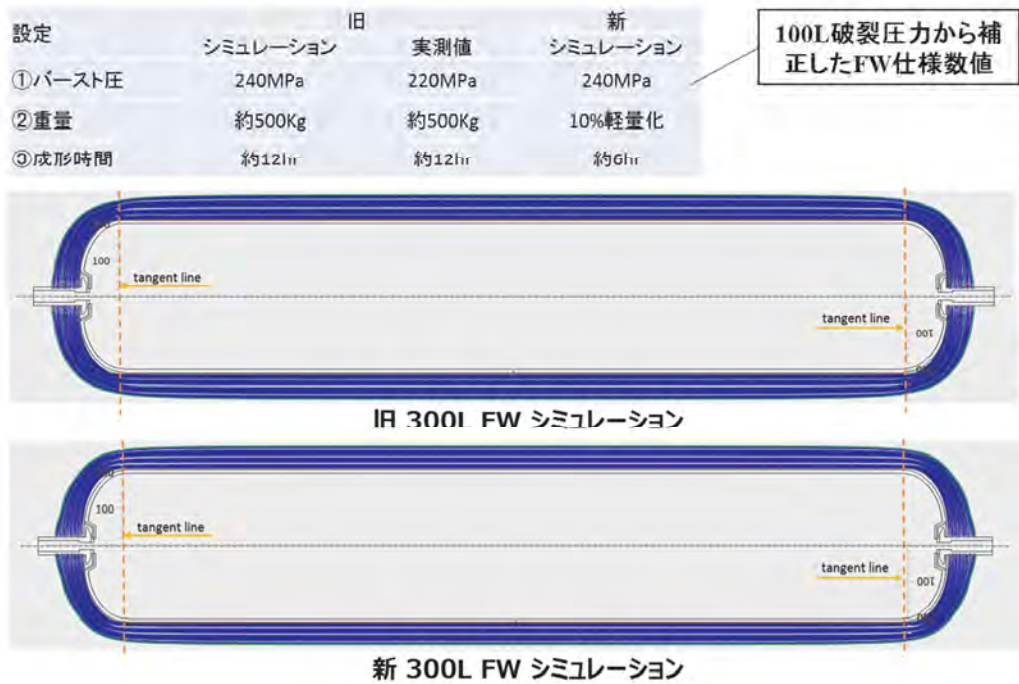 旧 新
設定 シミュレーション 実測値 シミュレーション
①バースト圧 240MPa 220MPa 240MPa
②重量 約500Kg 約500Kg 10%軽量化
③成形時間 約12hr 約12hr 約6hr
100L破裂圧力から補
正したFW仕様数値
100
tangent line
tangent line
100
旧 300L FW シミュレーション
100
tangent line
tangent line
100
新 300L FW シミュレーション